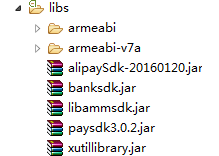 libs
armeabi
armeabi-v7a
alipaySdk-20160120.jar
banksdk.jar
libammsdk.jar
paysdk3.0.2.jar
xutillibrary.jar